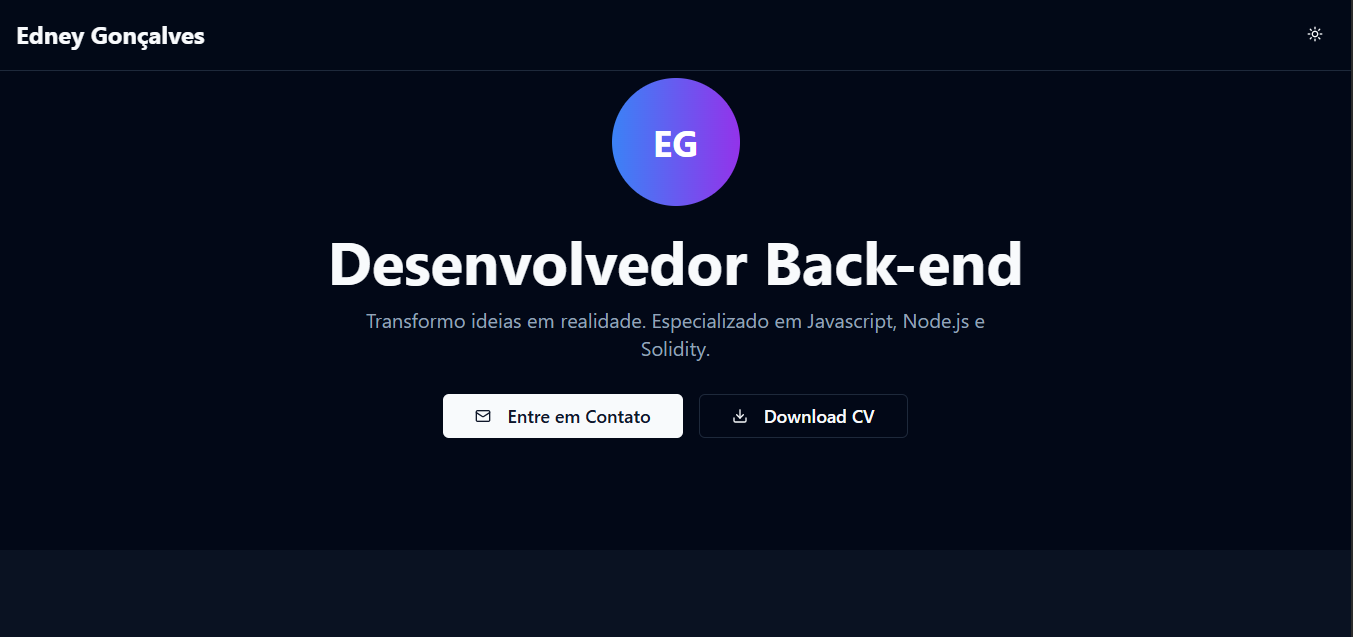 Edney Gonçalves
EG
Desenvolvedor Back-end
Transformo ideias em realidade. Especializado em Javascript, Node.js e
Solidity.
Entre em Contato
Download CV